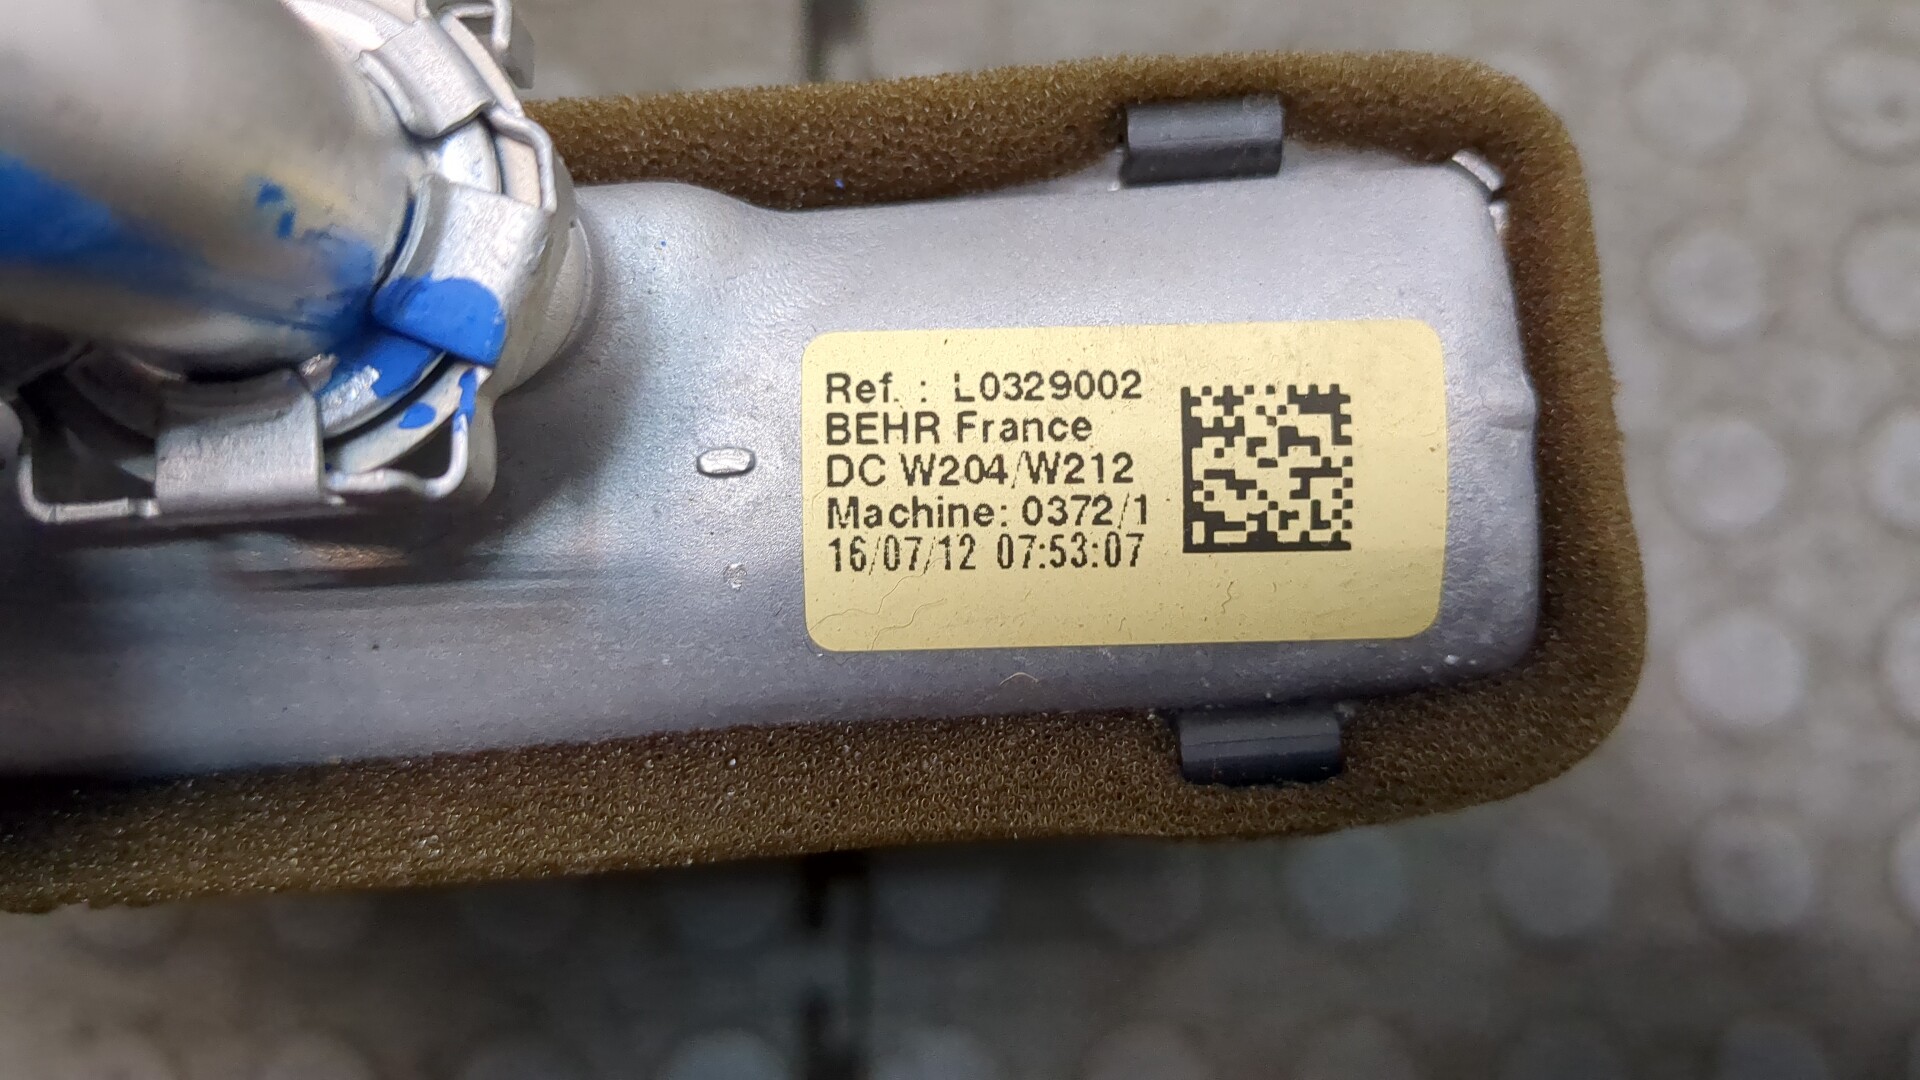 Ref. : L0329002
BEHR France
DC W204/W212
Machine: 0372/1
16/07/12 07:53:07